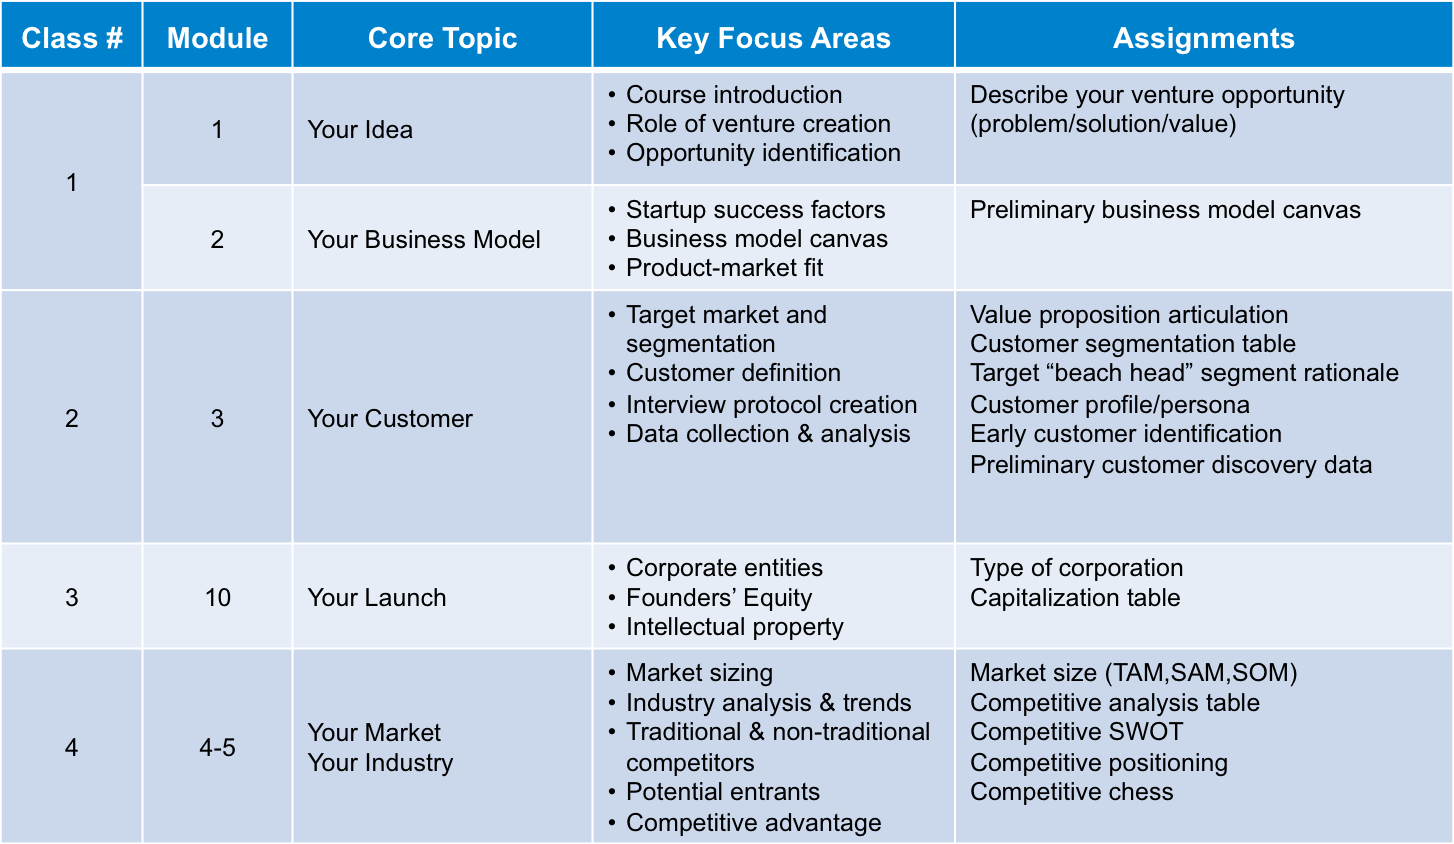 Class # Module Core Topic Key Focus Areas Assignments
1
1
Your Idea
• Course introduction
• Role of venture creation
• Opportunity identification
Describe your venture opportunity
(problem/solution/value)
2
Your Business Model
• Startup success factors
• Business model canvas
• Product-market fit
Preliminary business model canvas
2
3
Your Customer
• Target market and
segmentation
• Customer definition
• Interview protocol creation
• Data collection & analysis
Value proposition articulation
Customer segmentation table
Target “beach head” segment rationale
Customer profile/persona
Early customer identification
Preliminary customer discovery data
3
10
Your Launch
• Corporate entities
• Founders’ Equity
• Intellectual property
Type of corporation
Capitalization table
4
4-5
Your Market
Your Industry
• Market sizing
• Industry analysis & trends
• Traditional & non-traditional
competitors
• Potential entrants
• Competitive advantage
Market size (TAM,SAM,SOM)
Competitive analysis table
Competitive SWOT
Competitive positioning
Competitive chess